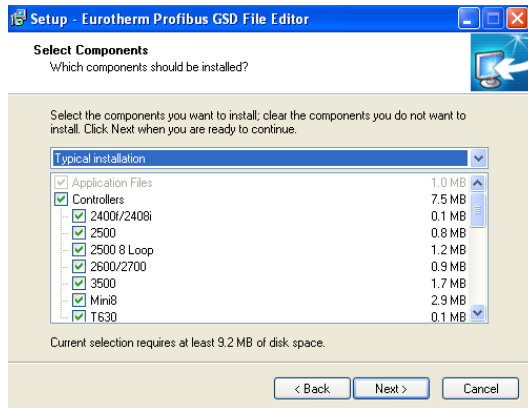 Setup - Eurotherm Profibus GSD File Editor
Select Components
Which components should be installed?
Select the components you want to install; clear the components you do not want to
install. Click Next when you are ready to continue.
Typical installation
Application Files 1.0 MB
Controllers 7.5 MB
2400f/2408i 0.1 MB
2500 0.8 MB
2500 8 Loop 1.2 MB
2600/2700 0.9 MB
3500 1.7 MB
Mini8 2.9 MB
T630 0.1 MB
Current selection requires at least 9.2 MB of disk space.
< Back Next > Cancel